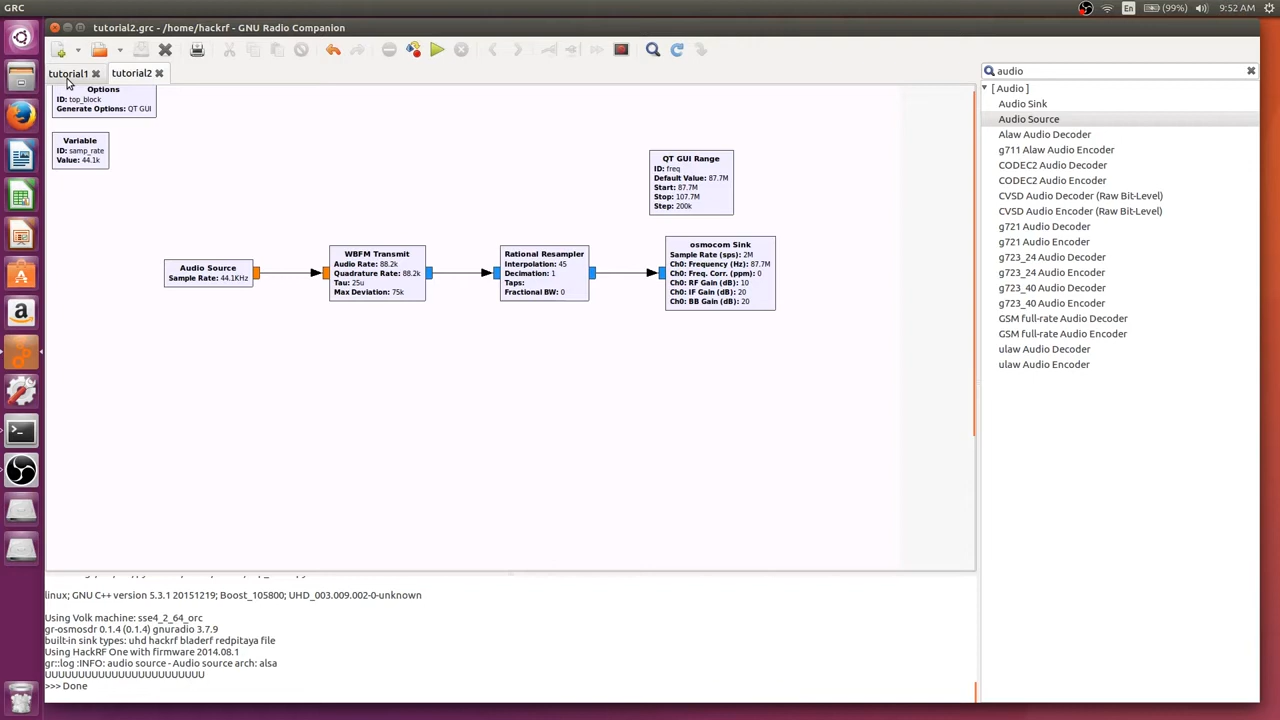 GRC
En
(99%)
9:52 AM
tutorial2.grc - /home/hackrf - GNU Radio Companion
tutorial1
tutorial2
Options
ID: top_block
Generate Options: QT GUI
Variable
ID: samp_rate
Value: 44.1k
QT GUI Range
ID: freq
Default Value: 87.7M
Start: 87.7M
Stop: 107.7M
Step: 200k
Audio Source
Sample Rate: 44.1KHz
WBFM Transmit
Audio Rate: 88.2k
Quadrature Rate: 88.2k
Tau: 25u
Max Deviation: 75k
Rational Resampler
Interpolation: 45
Decimation: 1
Taps:
Fractional BW: 0
osmocom Sink
Sample Rate (sps): 2M
Ch0: Frequency (Hz): 87.7M
Ch0: Freq. Corr. (ppm): 0
Ch0: RF Gain (dB): 10
Ch0: IF Gain (dB): 20
Ch0: BB Gain (dB): 20
linux; GNU C++ version 5.3.1 20151219; Boost_105800; UHD_003.009.002-0-unknown
Using Volk machine: sse4_2_64_orc
gr-osmosdr 0.1.4 (0.1.4) gnuradio 3.7.9
built-in sink types: uhd hackrf bladerf redpitaya file
Using HackRF One with firmware 2014.08.1
gr::log :INFO: audio source - Audio source arch: alsa
UUUUUUUUUUUUUUUUUUUUUUUU
>>> Done
audio
[ Audio ]
Audio Sink
Audio Source
Alaw Audio Decoder
g711 Alaw Audio Encoder
CODEC2 Audio Decoder
CODEC2 Audio Encoder
CVSD Audio Decoder (Raw Bit-Level)
CVSD Audio Encoder (Raw Bit-Level)
g721 Audio Decoder
g721 Audio Encoder
g723_24 Audio Decoder
g723_24 Audio Encoder
g723_40 Audio Decoder
g723_40 Audio Encoder
GSM full-rate Audio Decoder
GSM full-rate Audio Encoder
ulaw Audio Decoder
ulaw Audio Encoder